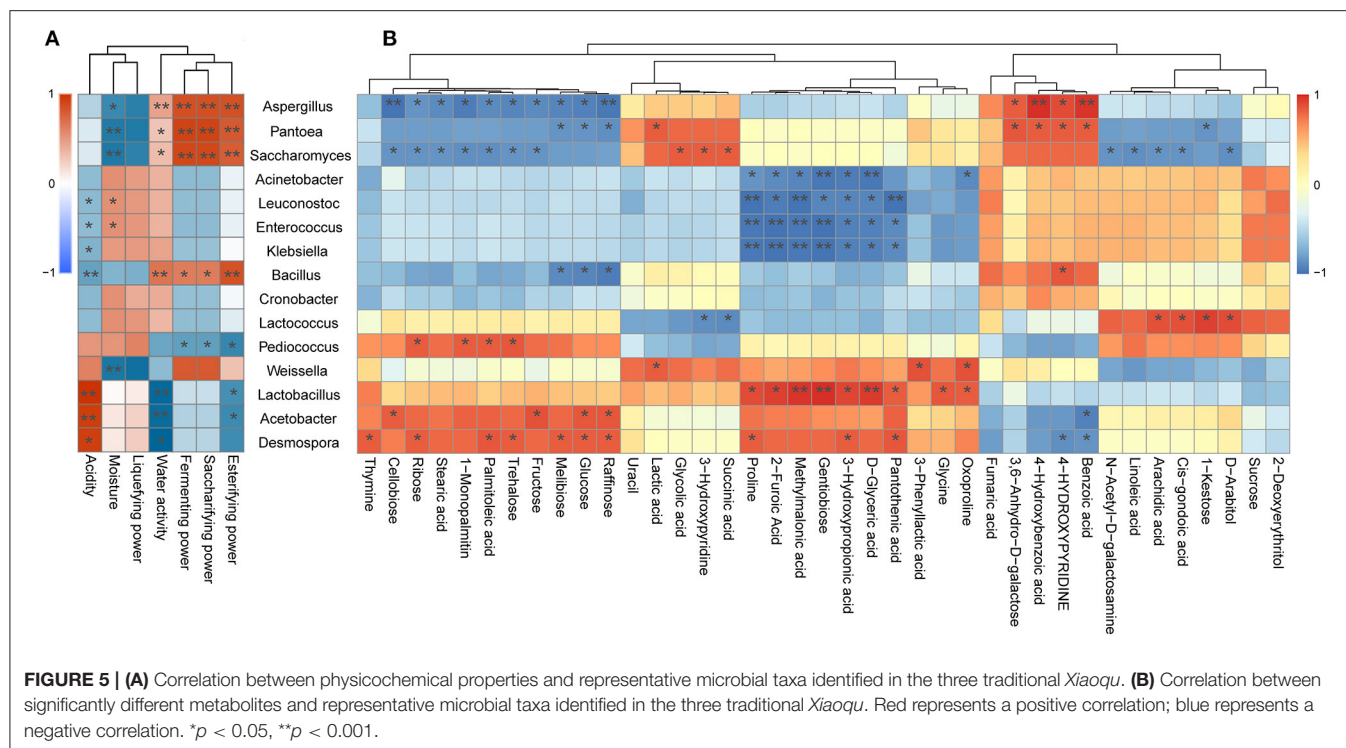 A
B
1
0
−1
Aspergillus
Pantoea
Saccharomyces
Acinetobacter
Leuconostoc
Enterococcus
Klebsiella
Bacillus
Cronobacter
Lactococcus
Pediococcus
Weissella
Lactobacillus
Acetobacter
Desmospora
1
0
−1
Acidity
Moisture
Liquefying power
Water activity
Fermenting power
Saccharifying power
Esterifying power
Thymine
Cellobiose
Ribose
Stearic acid
1−Monopalmitin
Palmitoleic acid
Trehalose
Fructose
Melibiose
Glucose
Raffinose
Uracil
Lactic acid
Glycolic acid
3−Hydroxypyridine
Succinic acid
Proline
2−Furoic Acid
Methylmalonic acid
Gentiobiose
3−Hydroxypropionic acid
D−Glyceric acid
Pantothenic acid
3−Phenyllactic acid
Glycine
Oxoproline
Fumaric acid
3,6−Anhydro−D−galactose
4−Hydroxybenzoic acid
4−HYDROXYPYRIDINE
Benzoic acid
N−Acetyl−D−galactosamine
Linoleic acid
Arachidic acid
Cis−gondoic acid
1−Kestose
D−Arabitol
Sucrose
2−Deoxyerythritol
FIGURE 5 | (A) Correlation between physicochemical properties and representative microbial taxa identified in the three traditional Xiaoqu. (B) Correlation between
significantly different metabolites and representative microbial taxa identified in the three traditional Xiaoqu. Red represents a positive correlation; blue represents a
negative correlation. *p < 0.05, **p < 0.001.